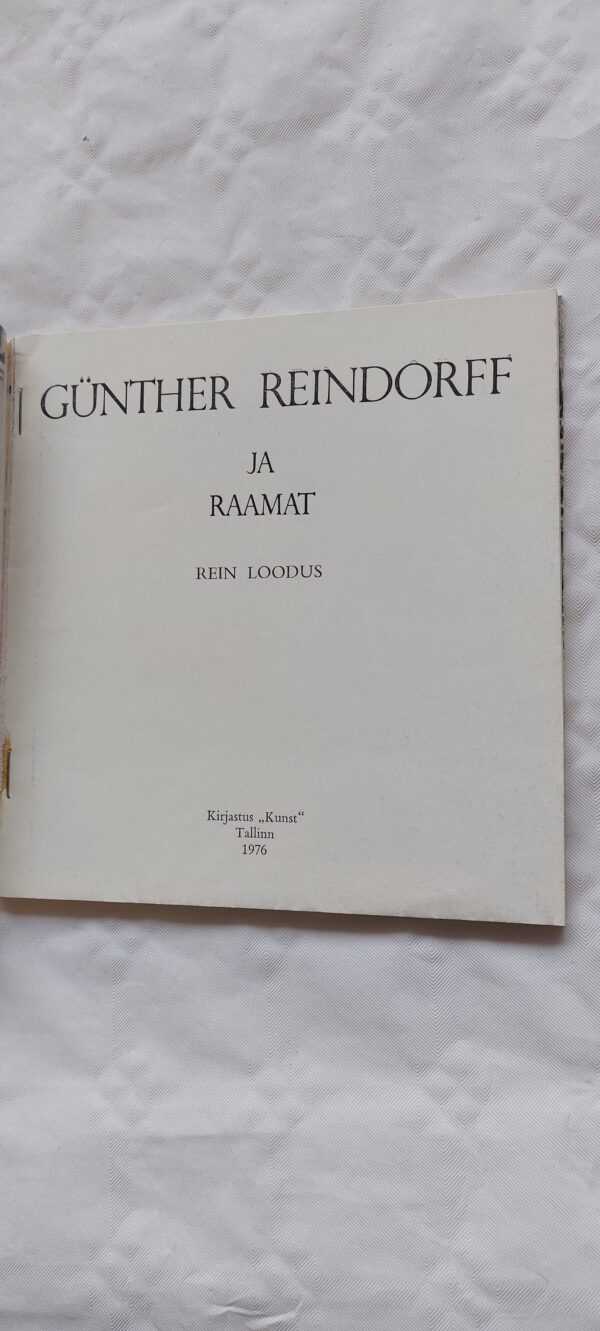 GÜNTHER REINDORFF
JA
RAAMAT
REIN LOODUS
Kirjastus „Kunst“
Tallinn
1976